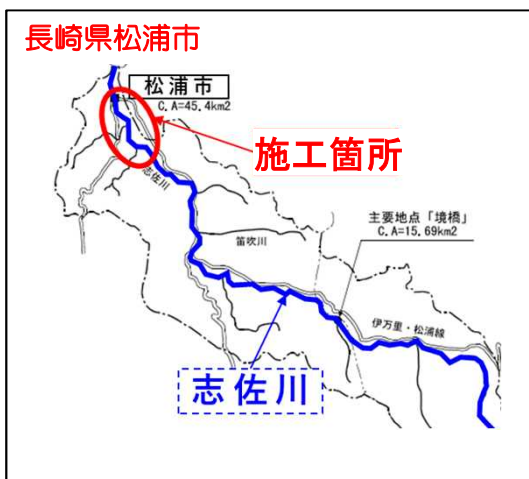 長崎県松浦市
松浦市
C.A=45.4km2
施工箇所
志佐川
主要地点「境橋」
C.A=15.69km2
笛吹川
伊万里・松浦線
志佐川